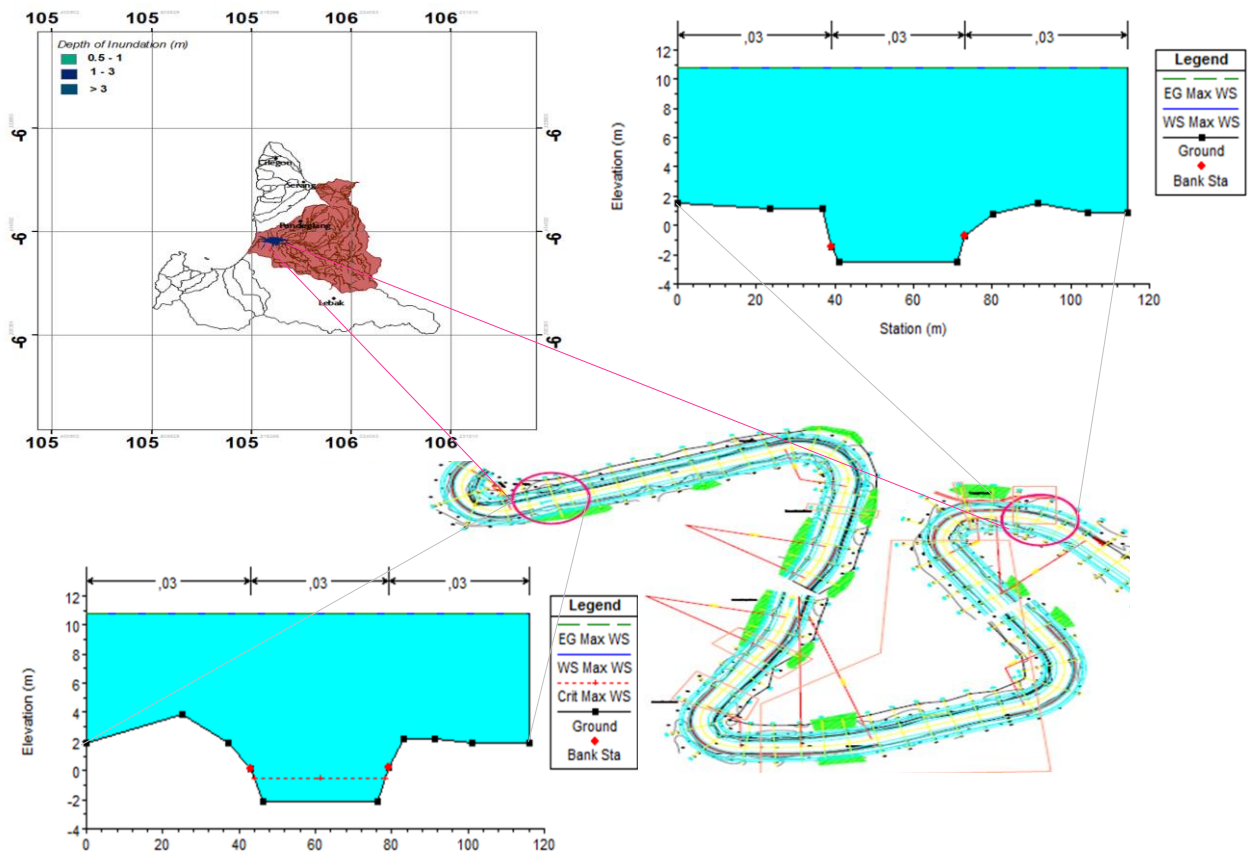 105 105 105 106 106
Depth of Inundation (m)
0.5 - 1
1 - 3
> 3
-6 -6
Cilegon
Serang
-6 -6
Pandeglang
Lebak
-6 -6
105 105 105 106 106
,03 ,03 ,03
12
10
8
6
4
2
0
-2
-4
Elevation (m)
0 20 40 60 80 100 120
Station (m)
Legend
EG Max WS
WS Max WS
Ground
Bank Sta
,03 ,03 ,03
12
10
8
6
4
2
0
-2
-4
Elevation (m)
0 20 40 60 80 100 120
Legend
EG Max WS
WS Max WS
Crit Max WS
Ground
Bank Sta